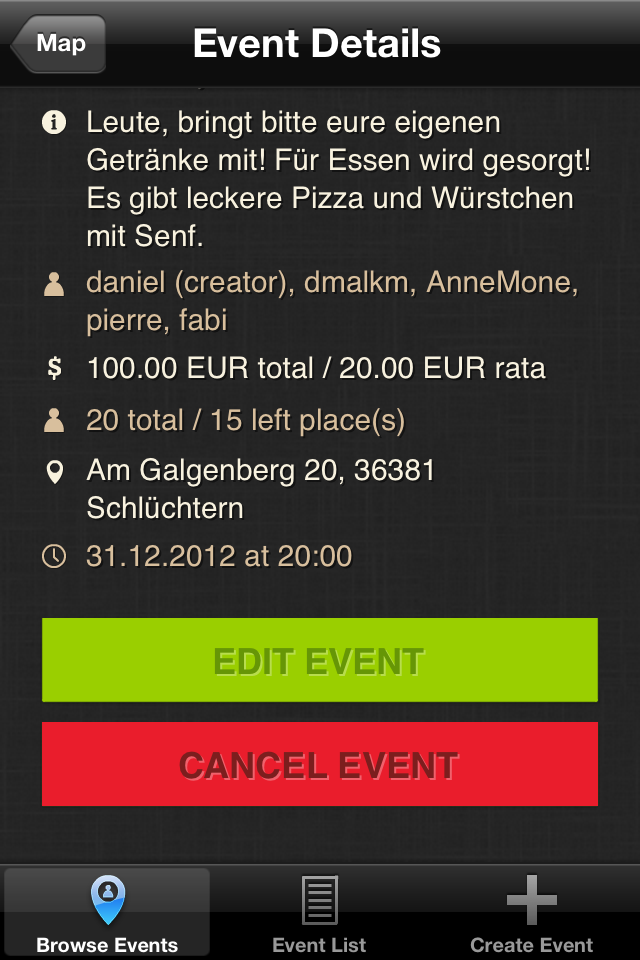 Map
Event Details
Leute, bringt bitte eure eigenen
Getränke mit! Für Essen wird gesorgt!
Es gibt leckere Pizza und Würstchen
mit Senf.
daniel (creator), dmalkm, AnneMone,
pierre, fabi
$ 100.00 EUR total / 20.00 EUR rata
20 total / 15 left place(s)
Am Galgenberg 20, 36381
Schlüchtern
31.12.2012 at 20:00
EDIT EVENT
CANCEL EVENT
Browse Events
Event List
Create Event